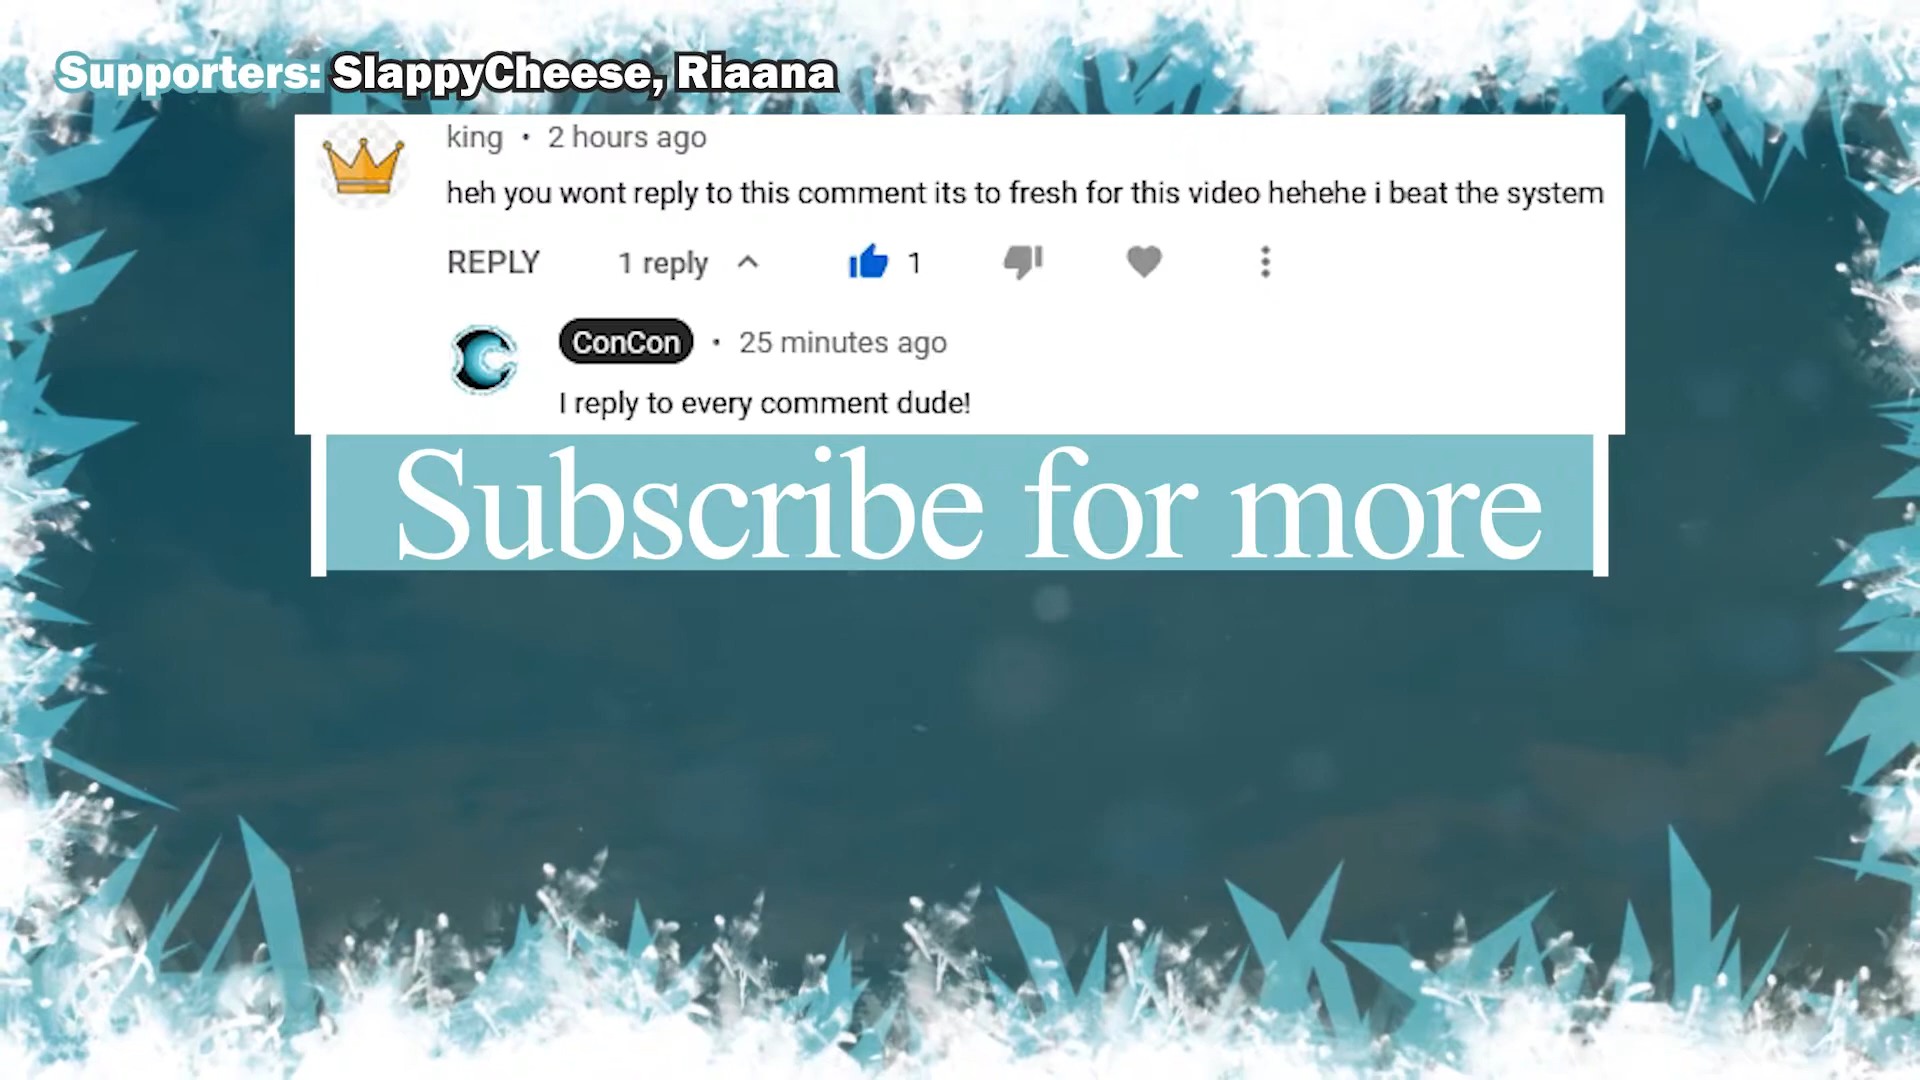 Supporters: SlappyCheese, Riaana
king • 2 hours ago
heh you wont reply to this comment its to fresh for this video hehehe i beat the system
REPLY 1 reply 1
ConCon • 25 minutes ago
I reply to every comment dude!
Subscribe for more